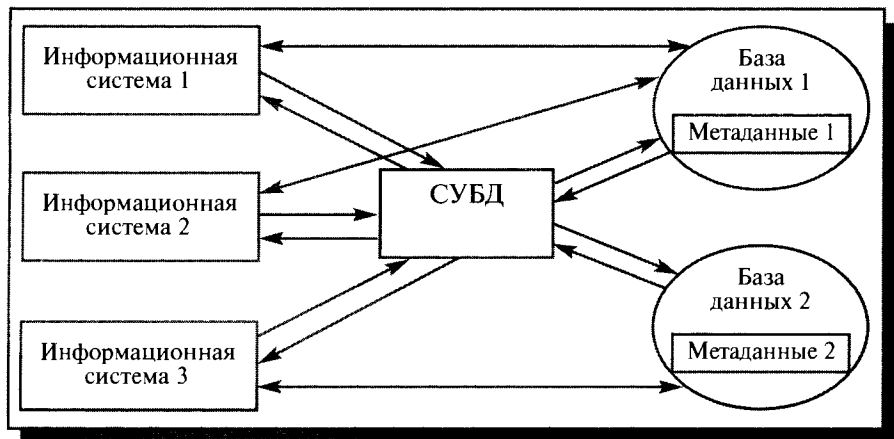 Информационная
система 1
База
данных 1
Метаданные 1
Информационная
система 2
СУБД
База
данных 2
Метаданные 2
Информационная
система 3